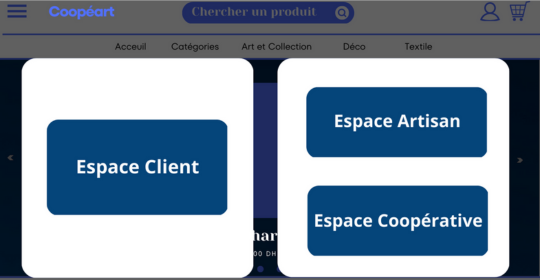 Coopéart
Chercher un produit
Acceuil Catégories Art et Collection Déco Textile
Espace Client
Espace Artisan
Espace Coopérative
har
00 DH